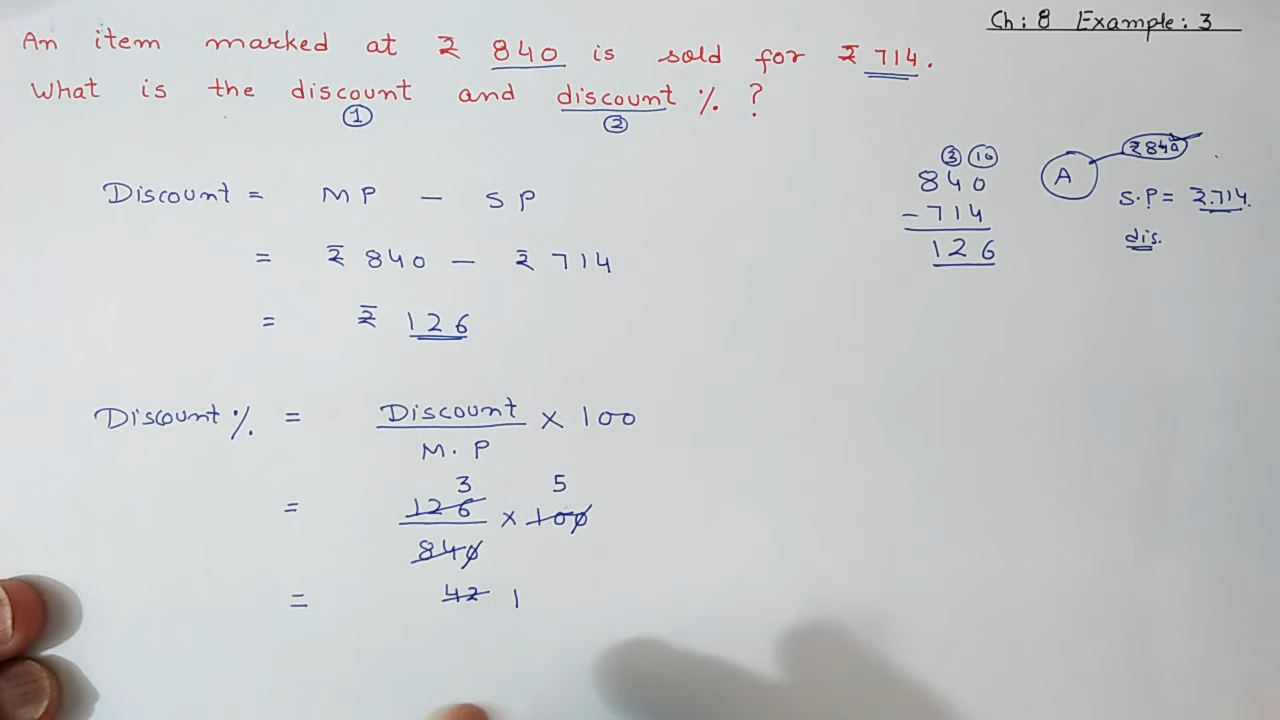 Ch: 8 Example: 3
An item marked at ₹ 840 is sold for ₹ 714.
What is the discount and discount % ?
① ②
Discount = MP - SP
= ₹ 840 - ₹ 714
= ₹ 126
③ ⑩
840
- 714
126
A ₹840
S.P = ₹.714.
dis.
Discount % = Discount / M.P × 100
3 5
= 126 / 840 × 100
= 42 1